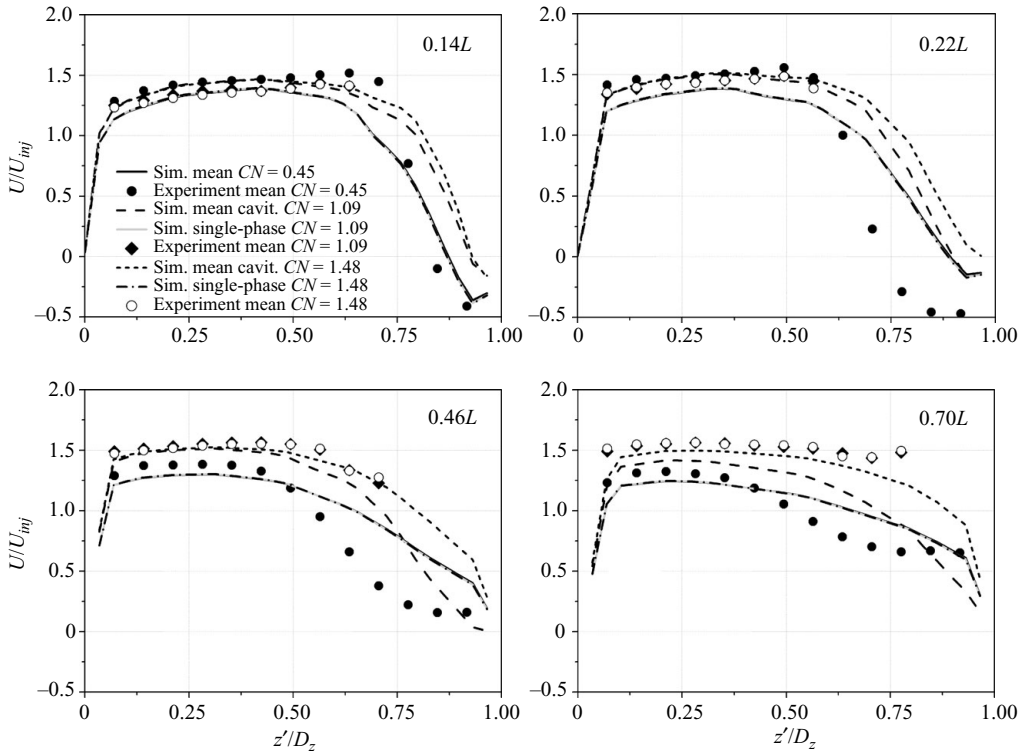 2.0
0.14L
1.5
1.0
U/U_inj
0.5
0
–0.5
Sim. mean CN = 0.45
Experiment mean CN = 0.45
Sim. mean cavit. CN = 1.09
Sim. single-phase CN = 1.09
Experiment mean CN = 1.09
Sim. mean cavit. CN = 1.48
Sim. single-phase CN = 1.48
Experiment mean CN = 1.48
0 0.25 0.50 0.75 1.00
2.0
0.22L
1.5
1.0
0.5
0
–0.5
0 0.25 0.50 0.75 1.00
2.0
0.46L
1.5
1.0
U/U_inj
0.5
0
–0.5
0 0.25 0.50 0.75 1.00
z′/D_z
2.0
0.70L
1.5
1.0
0.5
0
–0.5
0 0.25 0.50 0.75 1.00
z′/D_z